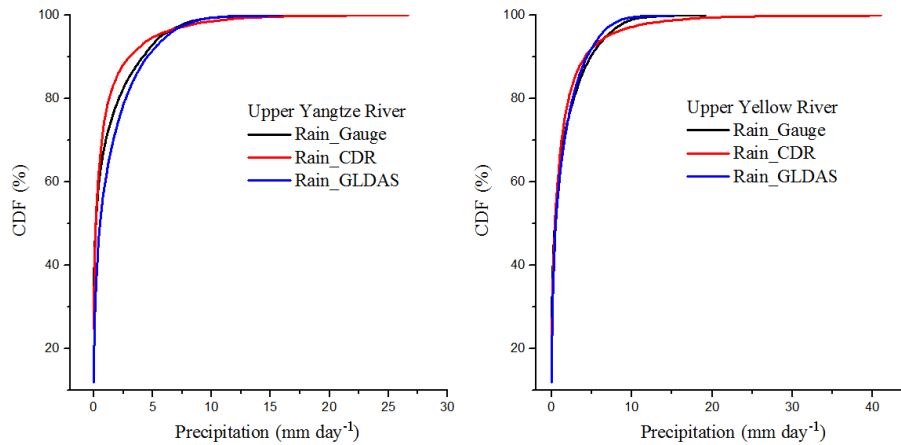 100
80
60
40
20
CDF (%)
Upper Yangtze River
Rain_Gauge
Rain_CDR
Rain_GLDAS
0 5 10 15 20 25 30
Precipitation (mm day-1)
100
80
60
40
20
CDF (%)
Upper Yellow River
Rain_Gauge
Rain_CDR
Rain_GLDAS
0 10 20 30 40
Precipitation (mm day-1)